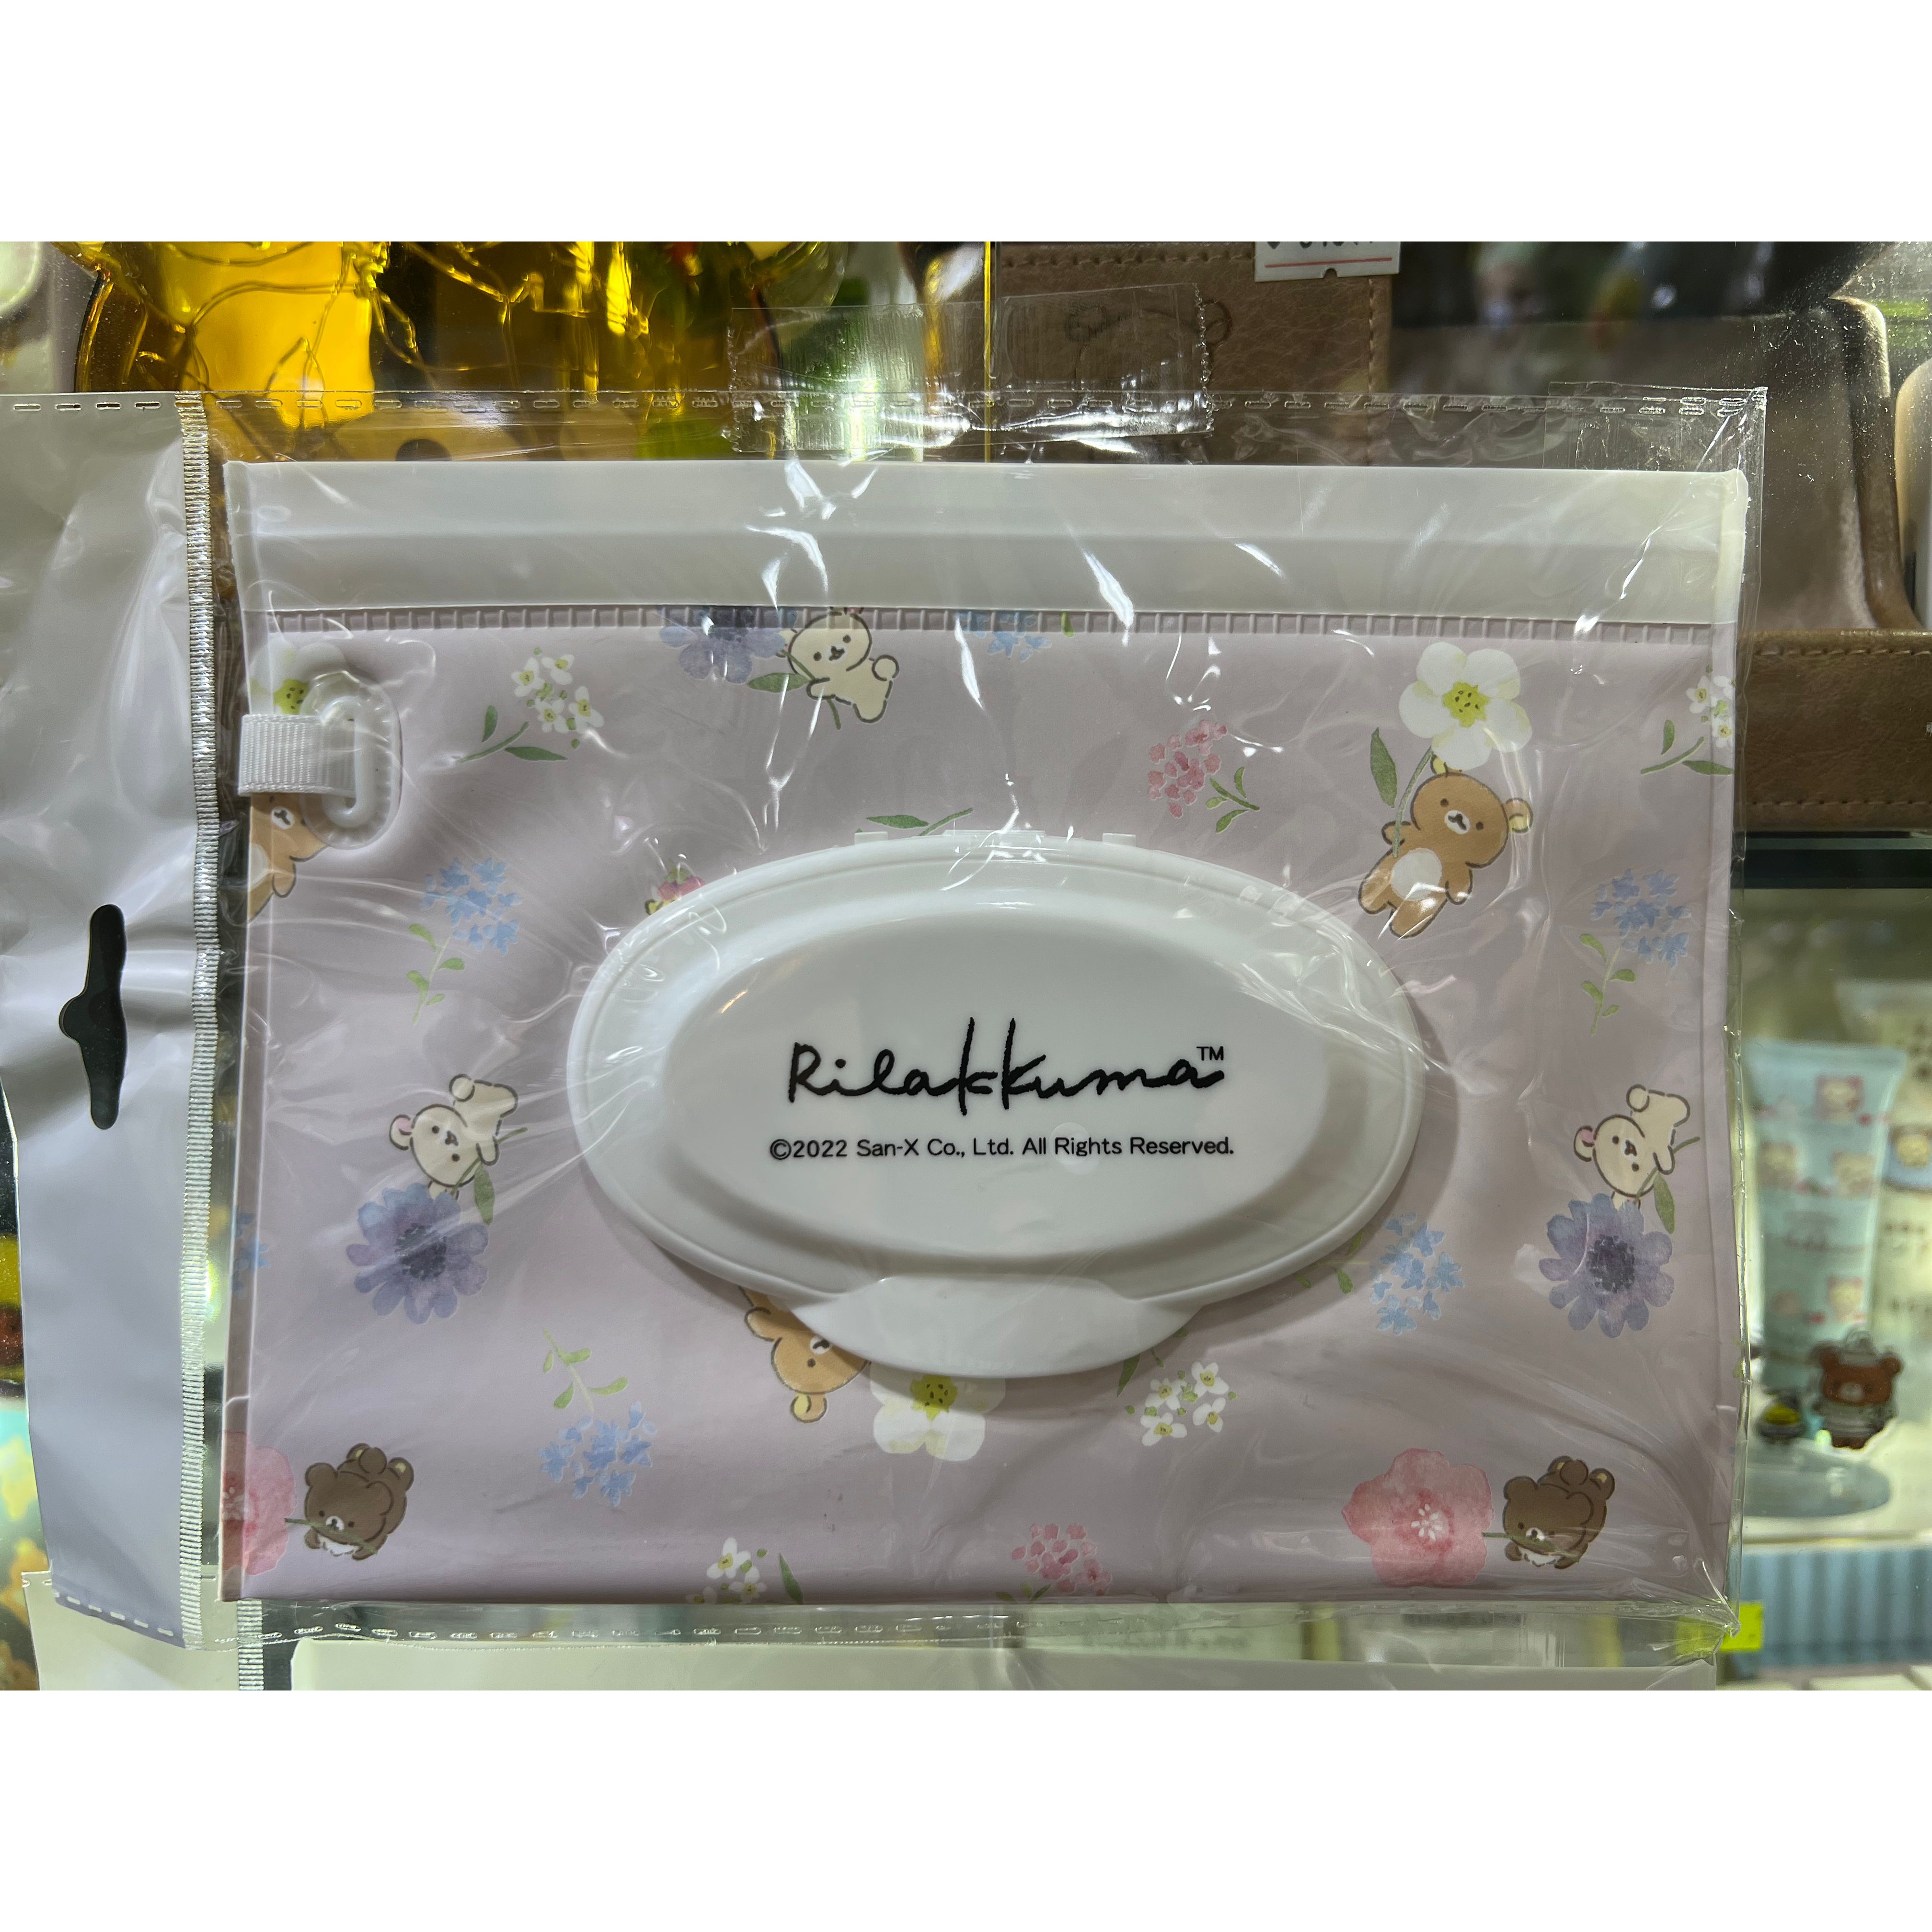 Rilakkuma™
©2022 San-X Co., Ltd. All Rights Reserved.